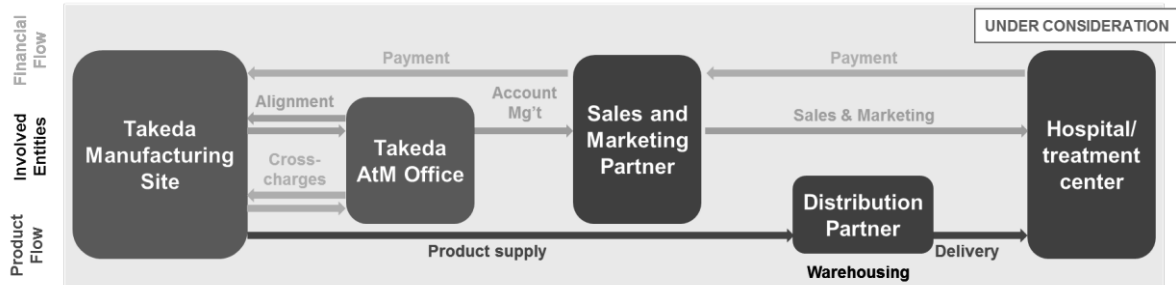 UNDER CONSIDERATION
Financial
Flow
Involved
Entities
Product
Flow
Payment
Payment
Alignment
Account
Mg't
Sales & Marketing
Cross-
charges
Takeda
Manufacturing
Site
Takeda
AtM Office
Sales and
Marketing
Partner
Distribution
Partner
Hospital/
treatment
center
Product supply
Delivery
Warehousing